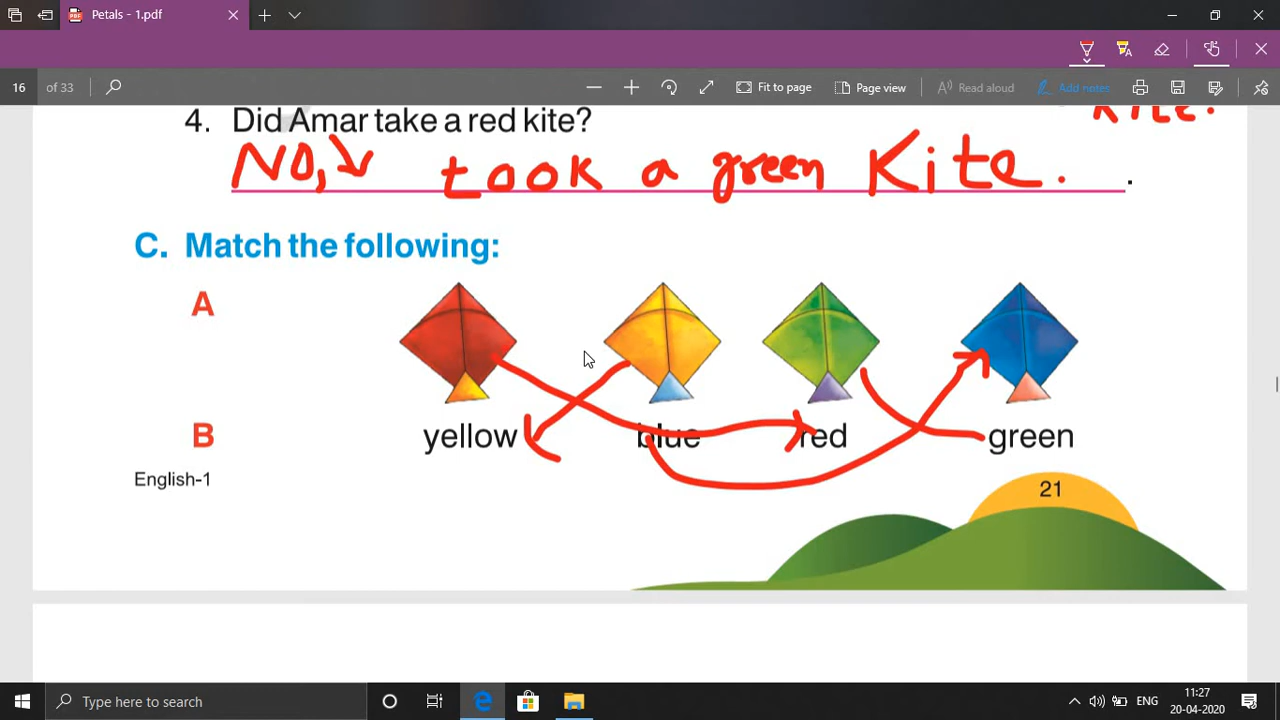 Petals - 1.pdf
16 of 33 Fit to page Page view Read aloud Add notes
4. Did Amar take a red kite?
KITE.
No, took a green Kite. .
C. Match the following:
A
B yellow blue red green
English-1
21
Type here to search
ENG
11:27
20-04-2020